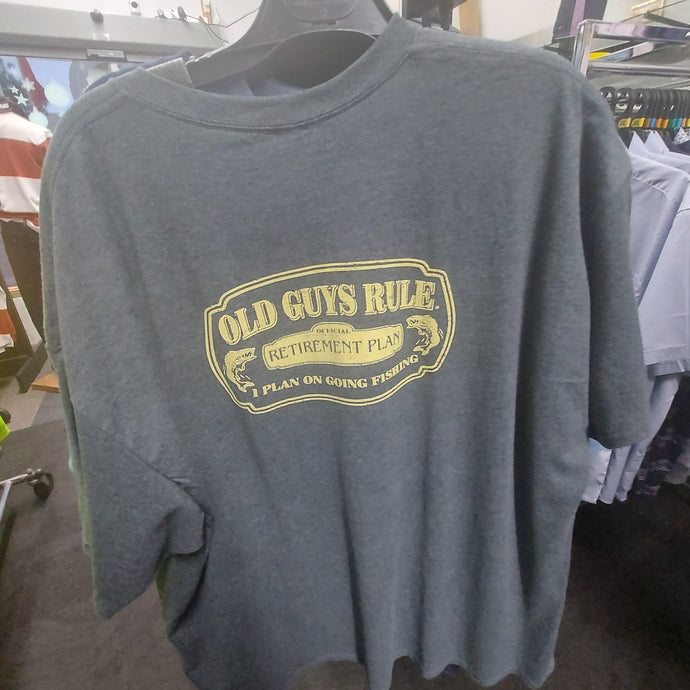 OLD GUYS RULE.
OFFICIAL
RETIREMENT PLAN
I PLAN ON GOING FISHING